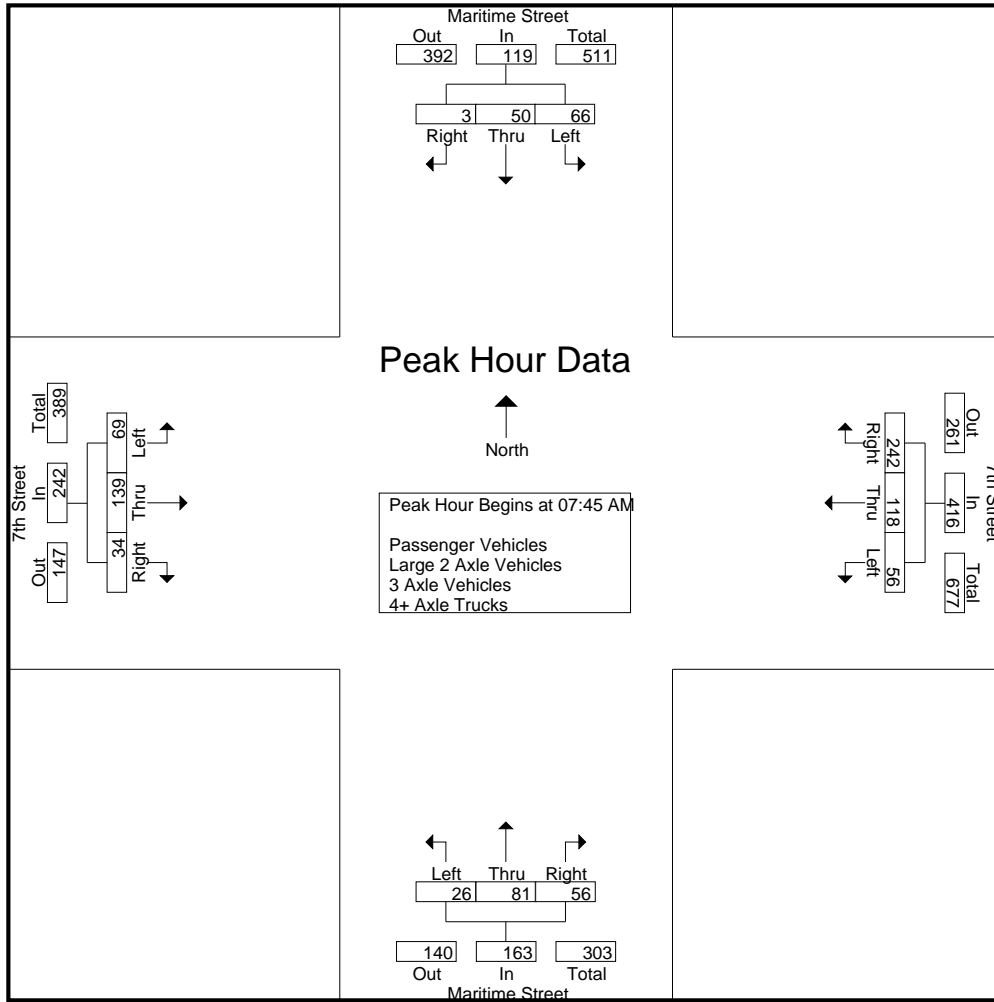 Maritime Street
Out In Total
392 119 511
3 50 66
Right Thru Left
Peak Hour Data
North
Peak Hour Begins at 07:45 AM
Passenger Vehicles
Large 2 Axle Vehicles
3 Axle Vehicles
4+ Axle Trucks
7th Street
Out In Total
147 242 389
Left Thru Right
69 139 34
7th Street
Out In Total
261 416 677
Right Thru Left
242 118 56
Left Thru Right
26 81 56
140 163 303
Out In Total
Maritime Street